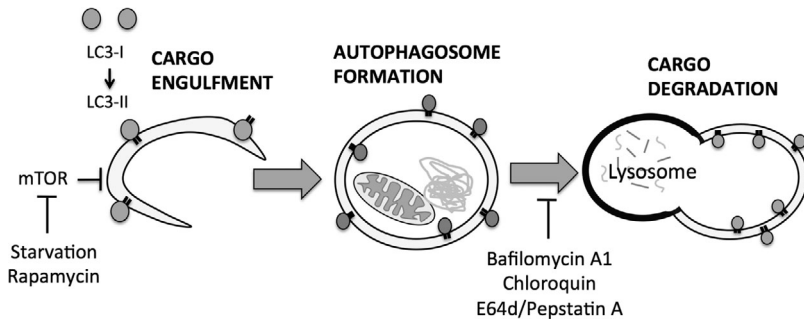 LC3-I
LC3-II
CARGO
ENGULFMENT
mTOR
Starvation
Rapamycin
AUTOPHAGOSOME
FORMATION
Bafilomycin A1
Chloroquin
E64d/Pepstatin A
CARGO
DEGRADATION
Lysosome